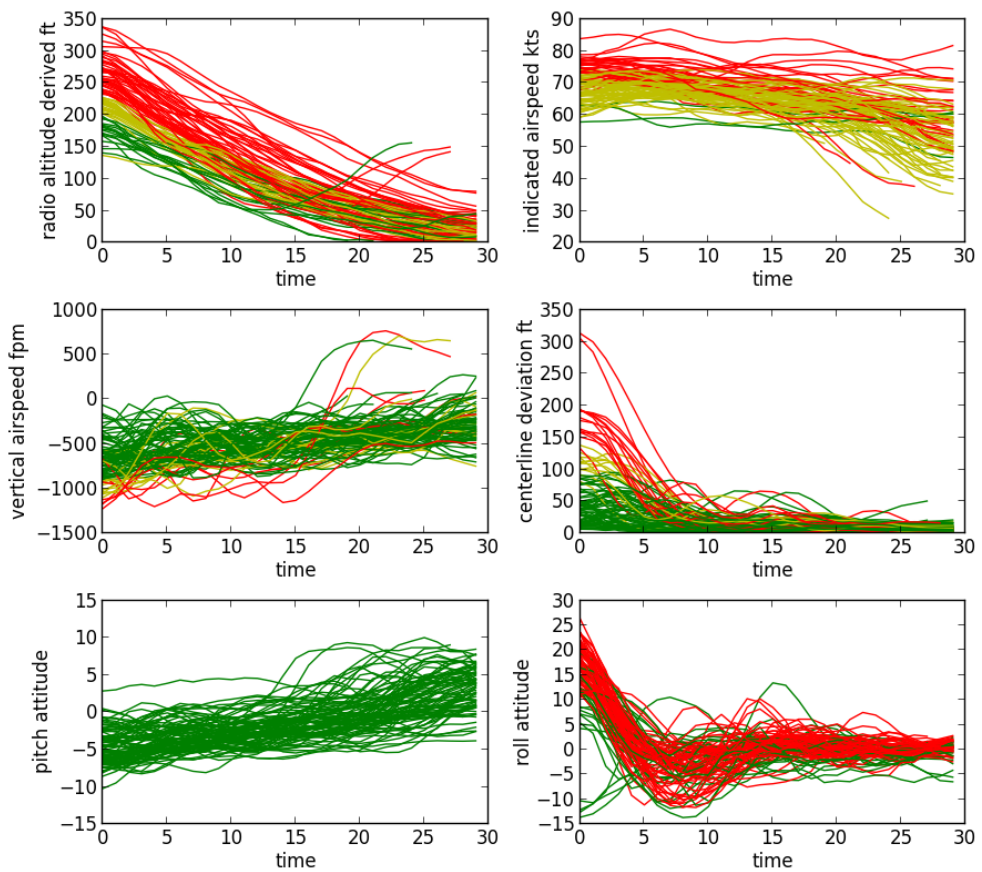 350
300
250
200
150
100
50
0
radio altitude derived ft
0 5 10 15 20 25 30
time
90
80
70
60
50
40
30
20
indicated airspeed kts
0 5 10 15 20 25 30
time
1000
500
0
−500
−1000
−1500
vertical airspeed fpm
0 5 10 15 20 25 30
time
350
300
250
200
150
100
50
0
centerline deviation ft
0 5 10 15 20 25 30
time
15
10
5
0
−5
−10
−15
pitch attitude
0 5 10 15 20 25 30
time
30
25
20
15
10
5
0
−5
−10
−15
roll attitude
0 5 10 15 20 25 30
time